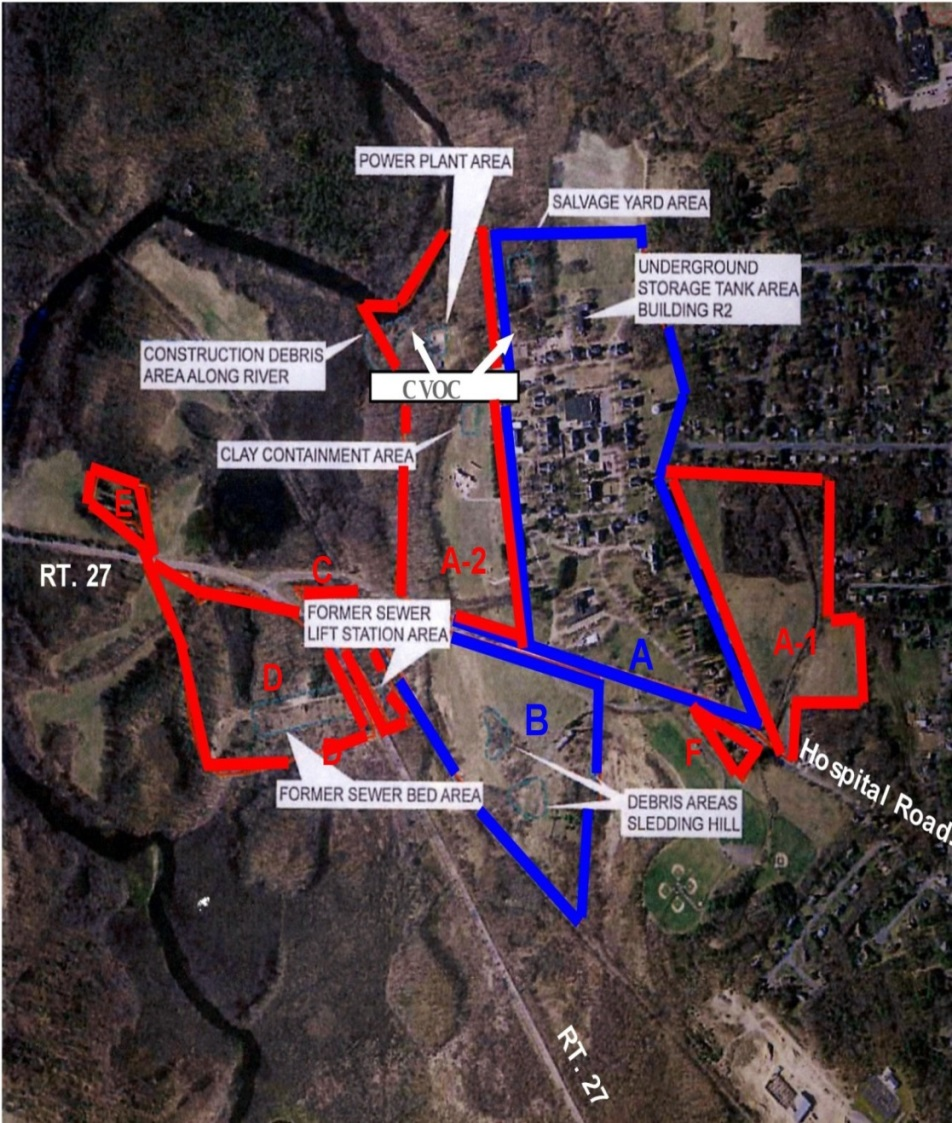 POWER PLANT AREA
SALVAGE YARD AREA
UNDERGROUND
STORAGE TANK AREA
BUILDING R2
CONSTRUCTION DEBRIS
AREA ALONG RIVER
CVOC
CLAY CONTAINMENT AREA
E
RT. 27
C
A-2
FORMER SEWER
LIFT STATION AREA
A
A-1
D
B
F
D
Hospital Road.
FORMER SEWER BED AREA
DEBRIS AREAS
SLEDDING HILL
RT. 27